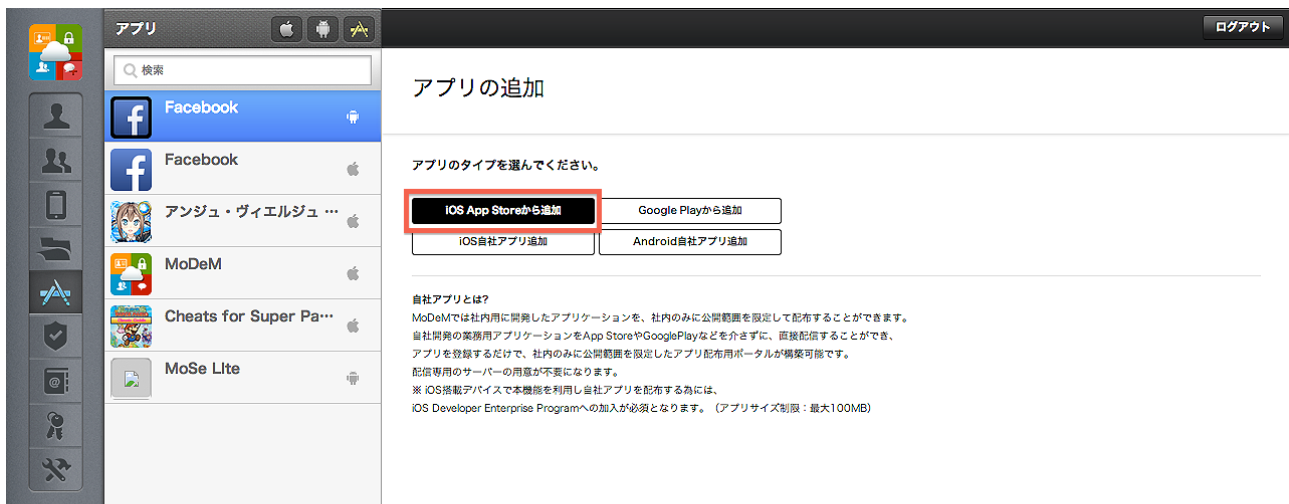 アプリ
ログアウト
検索
Facebook
Facebook
アンジュ・ヴィエルジュ …
MoDeM
Cheats for Super Pa…
MoSe LIte
アプリの追加
アプリのタイプを選んでください。
iOS App Storeから追加
Google Playから追加
iOS自社アプリ追加
Android自社アプリ追加
自社アプリとは?
MoDeMでは社内用に開発したアプリケーションを、社内のみに公開範囲を限定して配布することができます。
自社開発の業務用アプリケーションをApp StoreやGooglePlayなどを介さずに、直接配信することができ、
アプリを登録するだけで、社内のみに公開範囲を限定したアプリ配布用ポータルが構築可能です。
配信専用のサーバーの用意が不要になります。
※ iOS搭載デバイスで本機能を利用し自社アプリを配布する為には、
iOS Developer Enterprise Programへの加入が必須となります。（アプリサイズ制限：最大100MB）